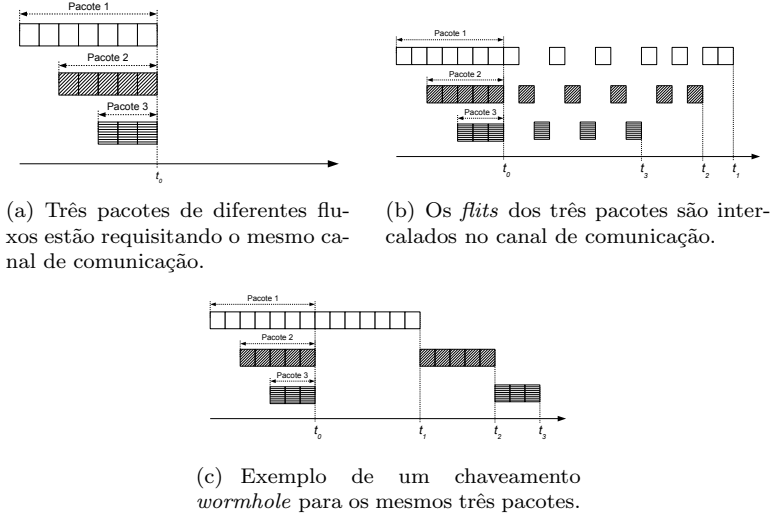 Pacote 1
Pacote 2
Pacote 3
t0
(a) Três pacotes de diferentes flu-
xos estão requisitando o mesmo ca-
nal de comunicação.
Pacote 1
Pacote 2
Pacote 3
t0 t3 t2 t1
(b) Os flits dos três pacotes são inter-
calados no canal de comunicação.
Pacote 1
Pacote 2
Pacote 3
t0 t1 t2 t3
(c) Exemplo de um chaveamento
wormhole para os mesmos três pacotes.